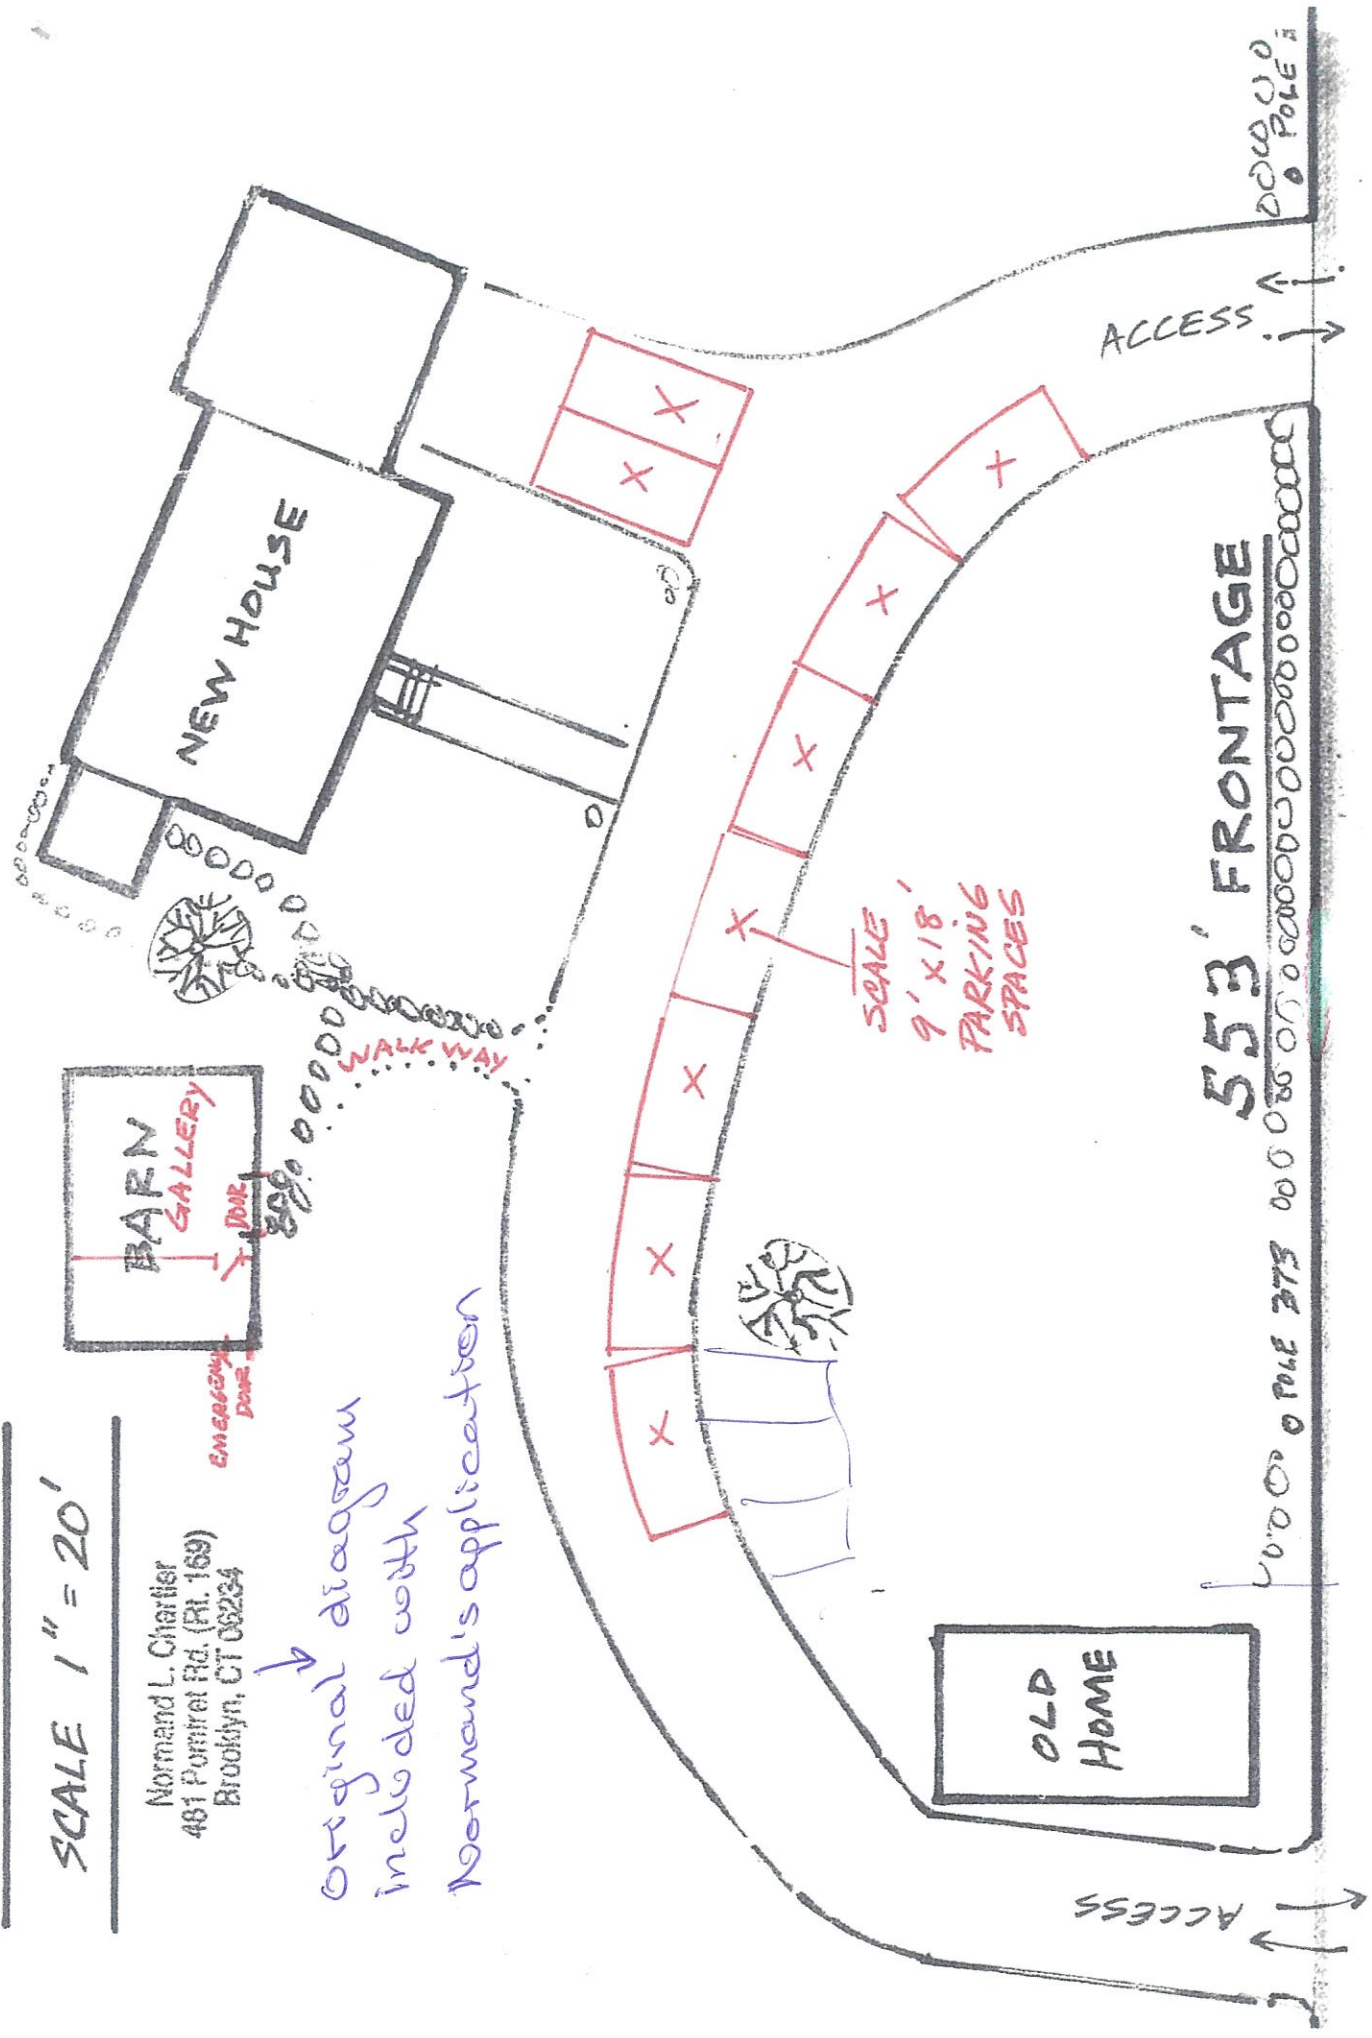 SCALE 1" = 20'
Normand L. Chartier
481 Pomfret Rd. (Rt. 169)
Brooklyn, CT 06234
original diagram
included with
Normand's application
EMERGENCY
DOOR
BARN
GALLERY
DOOR
WALK WAY
NEW HOUSE
SCALE
9' x 18'
PARKING
SPACES
OLD
HOME
ACCESS
POLE 373
553' FRONTAGE
ACCESS
POLE